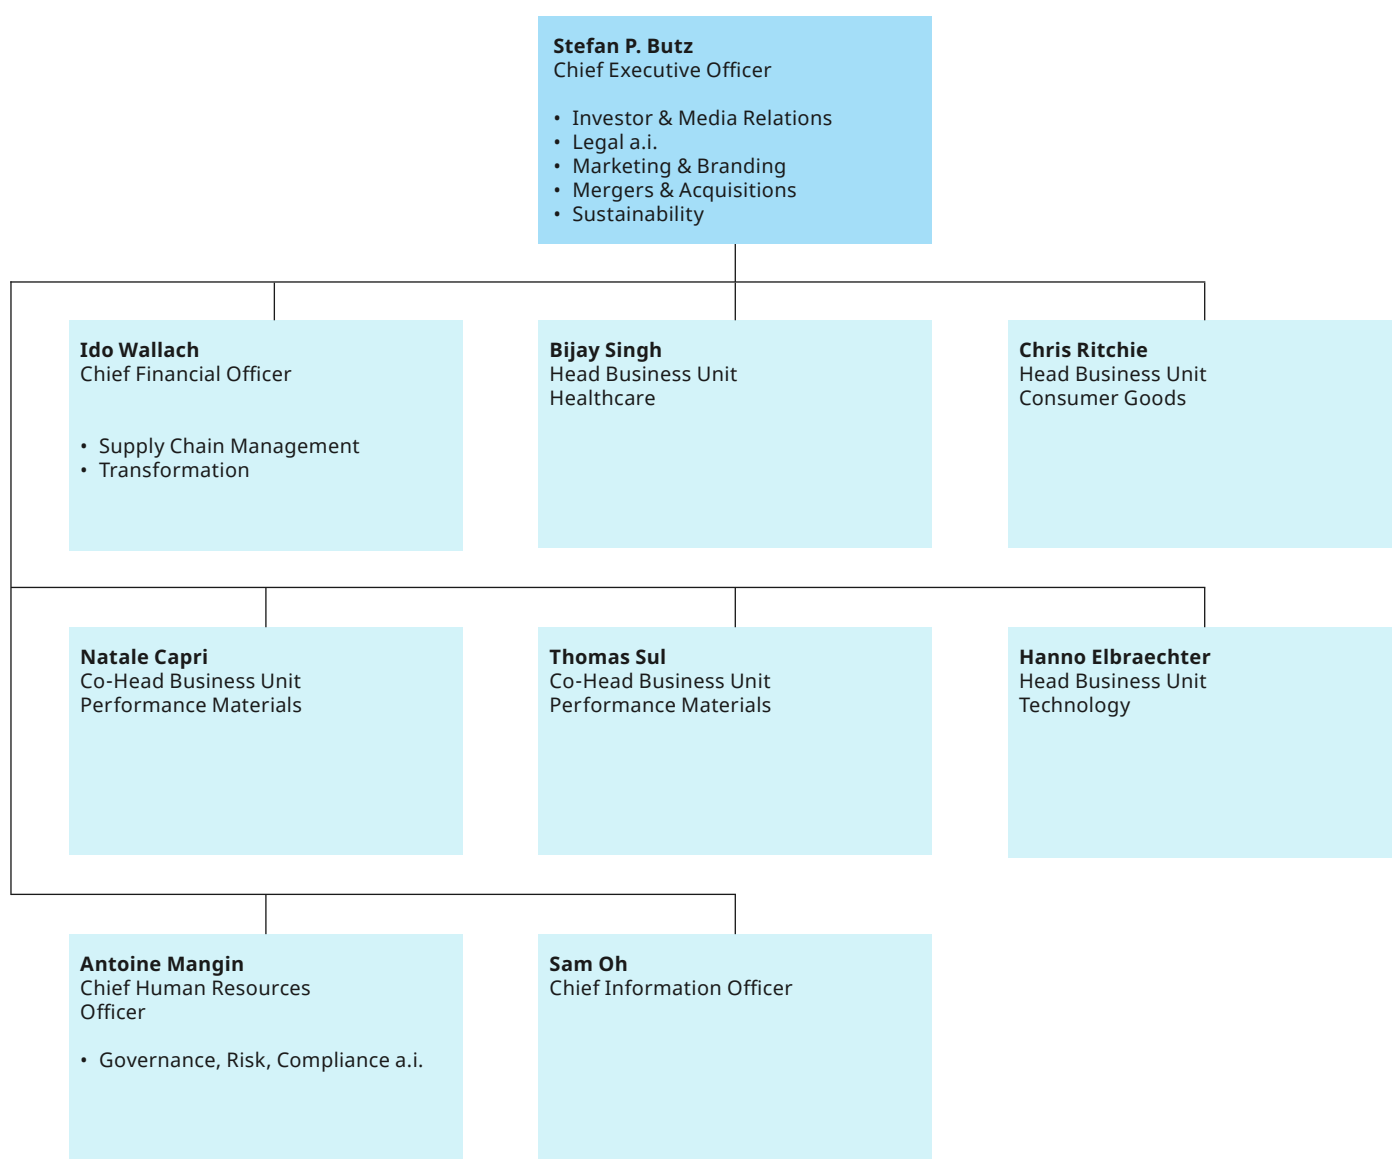 Stefan P. Butz
Chief Executive Officer
• Investor & Media Relations
• Legal a.i.
• Marketing & Branding
• Mergers & Acquisitions
• Sustainability
Ido Wallach
Chief Financial Officer
• Supply Chain Management
• Transformation
Bijay Singh
Head Business Unit
Healthcare
Chris Ritchie
Head Business Unit
Consumer Goods
Natale Capri
Co-Head Business Unit
Performance Materials
Thomas Sul
Co-Head Business Unit
Performance Materials
Hanno Elbraechter
Head Business Unit
Technology
Antoine Mangin
Chief Human Resources
Officer
• Governance, Risk, Compliance a.i.
Sam Oh
Chief Information Officer